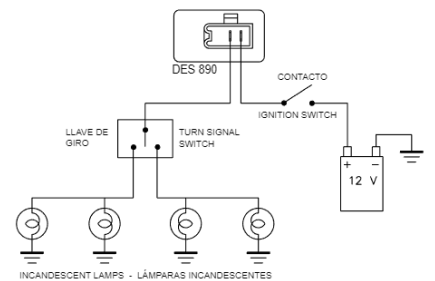 DES 890
CONTACTO
IGNITION SWITCH
LLAVE DE
GIRO
TURN SIGNAL
SWITCH
+ −
12 V
INCANDESCENT LAMPS - LÁMPARAS INCANDESCENTES